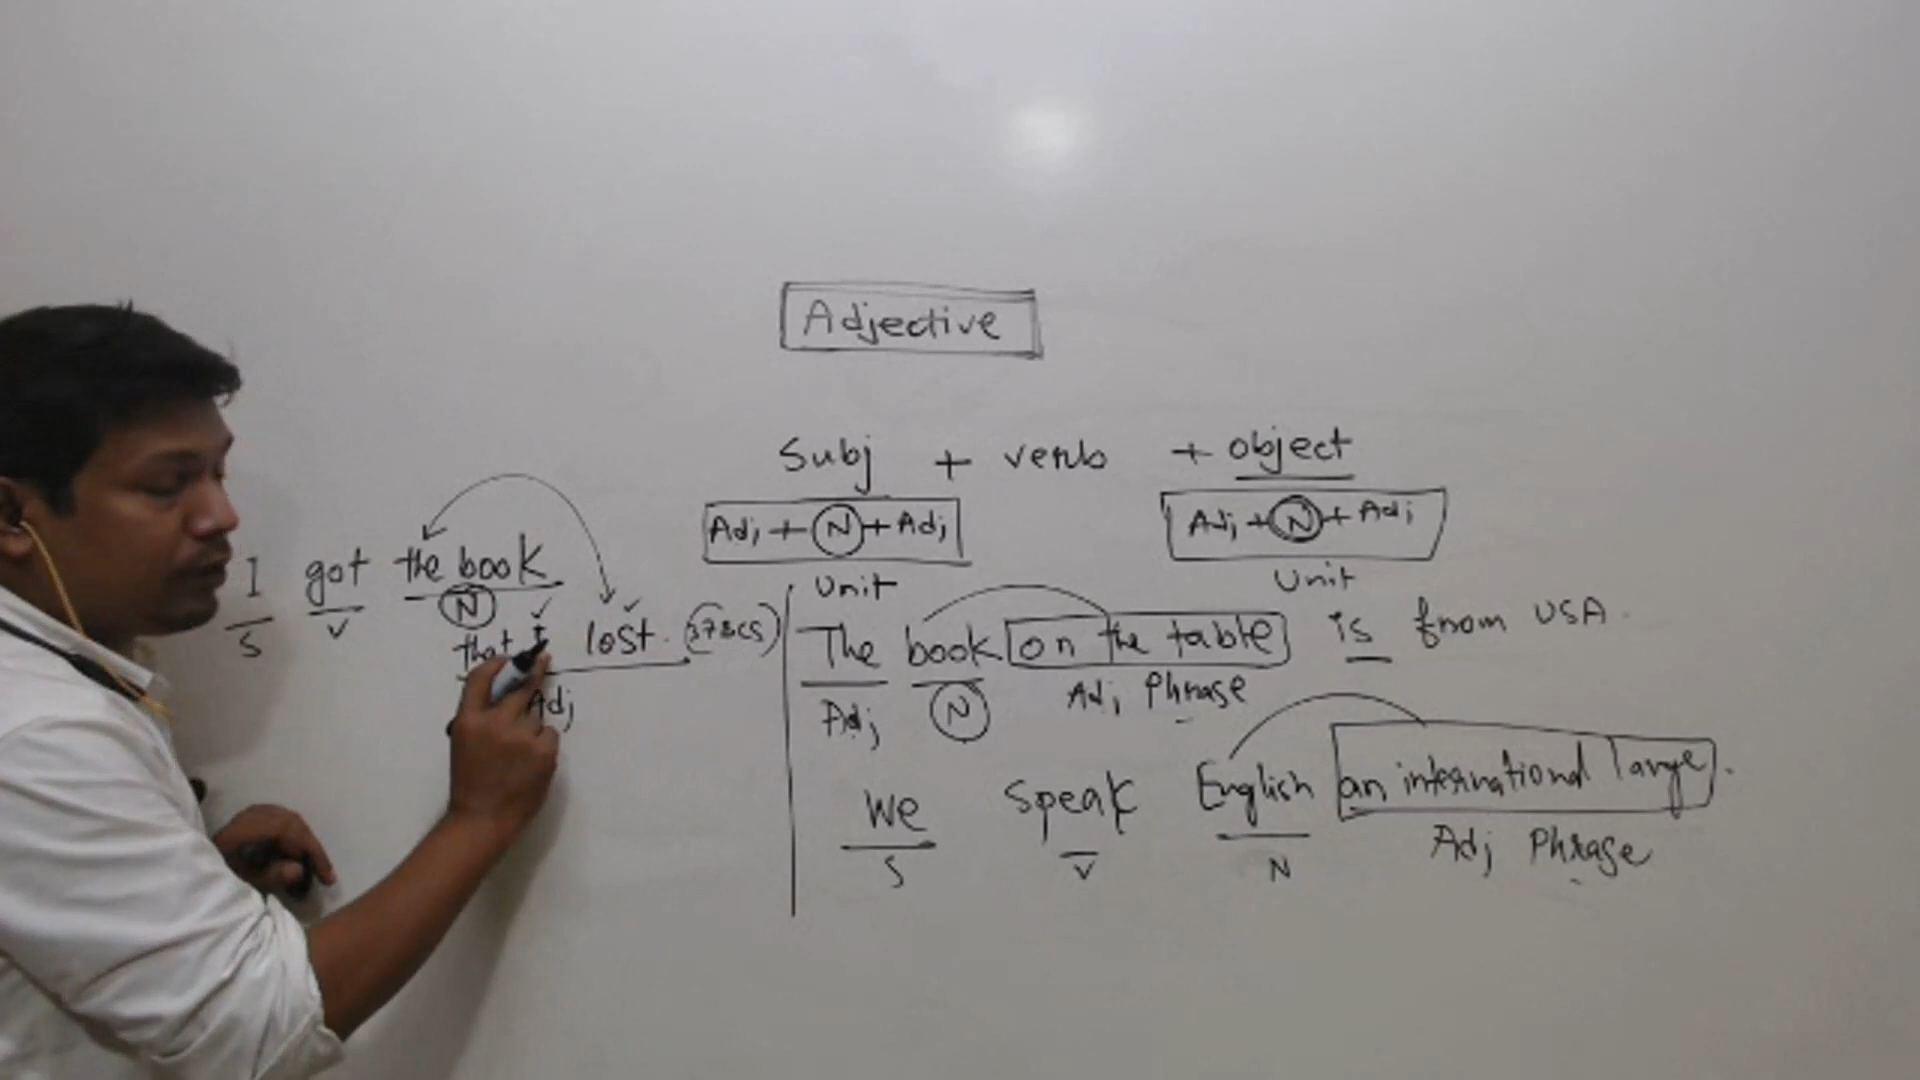 Adjective
Subj + verb + object
Adj + N + Adj
Adj + N + Adj
Unit
Unit
I got the book
S V N
that I lost. (37BCS)
Adj
The book on the table is from USA.
Adj N Adj Phrase
We speak English an international
S V N Adj Phrase